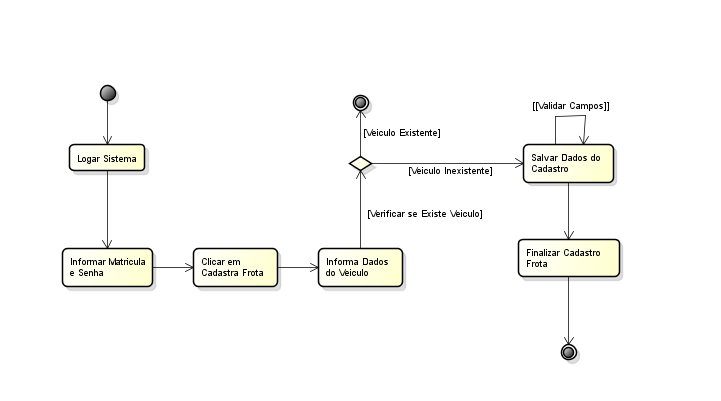 Logar Sistema
Informar Matricula
e Senha
Clicar em
Cadastra Frota
Informa Dados
do Veiculo
[Verificar se Existe Veiculo]
[Veiculo Existente]
[Veiculo Inexistente]
[[Validar Campos]]
Salvar Dados do
Cadastro
Finalizar Cadastro
Frota